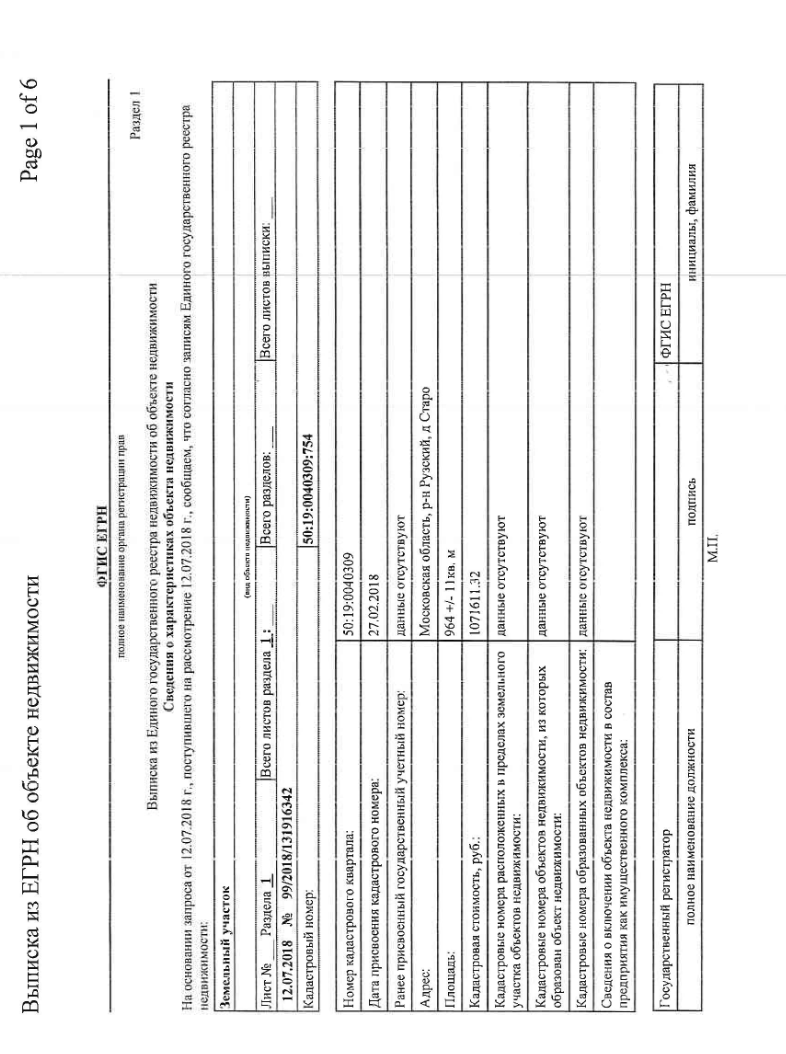 Выписка из ЕГРН об объекте недвижимости
Page 1 of 6
ФГИС ЕГРН
полное наименование органа регистрации прав
Раздел 1
Выписка из Единого государственного реестра недвижимости об объекте недвижимости
Сведения о характеристиках объекта недвижимости
На основании запроса от 12.07.2018 г., поступившего на рассмотрение 12.07.2018 г., сообщаем, что согласно записям Единого государственного реестра
недвижимости:
Земельный участок
(вид объекта недвижимости)
Лист № ___ Раздела 1 Всего листов раздела 1 : ___ Всего разделов: ___ Всего листов выписки: ___
12.07.2018 № 99/2018/131916342
Кадастровый номер: 50:19:0040309:754
Номер кадастрового квартала: 50:19:0040309
Дата присвоения кадастрового номера: 27.02.2018
Ранее присвоенный государственный учетный номер: данные отсутствуют
Адрес: Московская область, р-н Рузский, д Старо
Площадь: 964 +/- 11кв. м
Кадастровая стоимость, руб.: 1071611.32
Кадастровые номера расположенных в пределах земельного данные отсутствуют
участка объектов недвижимости:
Кадастровые номера объектов недвижимости, из которых данные отсутствуют
образован объект недвижимости:
Кадастровые номера образованных объектов недвижимости: данные отсутствуют
Сведения о включении объекта недвижимости в состав
предприятия как имущественного комплекса:
Государственный регистратор ФГИС ЕГРН
полное наименование должности подпись инициалы, фамилия
М.П.